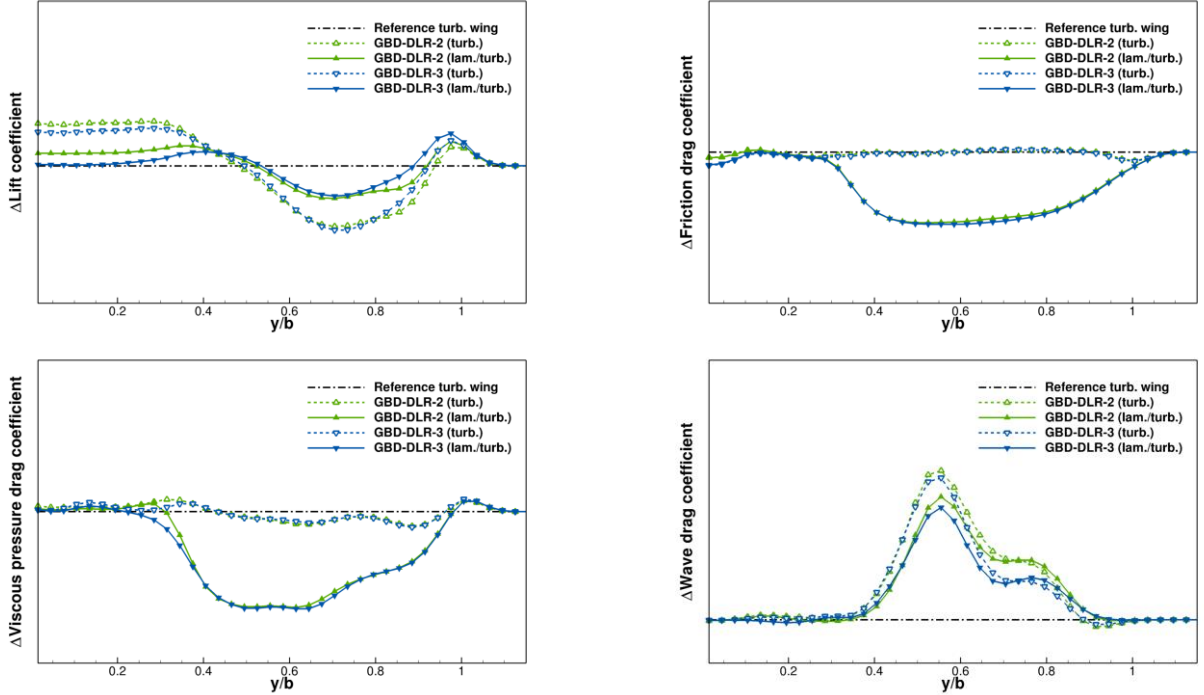 ΔLift coefficient
Reference turb. wing
GBD-DLR-2 (turb.)
GBD-DLR-2 (lam./turb.)
GBD-DLR-3 (turb.)
GBD-DLR-3 (lam./turb.)
0.2 0.4 0.6 0.8 1
y/b
ΔFriction drag coefficient
Reference turb. wing
GBD-DLR-2 (turb.)
GBD-DLR-2 (lam./turb.)
GBD-DLR-3 (turb.)
GBD-DLR-3 (lam./turb.)
0.2 0.4 0.6 0.8 1
y/b
ΔViscous pressure drag coefficient
Reference turb. wing
GBD-DLR-2 (turb.)
GBD-DLR-2 (lam./turb.)
GBD-DLR-3 (turb.)
GBD-DLR-3 (lam./turb.)
0.2 0.4 0.6 0.8 1
y/b
ΔWave drag coefficient
Reference turb. wing
GBD-DLR-2 (turb.)
GBD-DLR-2 (lam./turb.)
GBD-DLR-3 (turb.)
GBD-DLR-3 (lam./turb.)
0.2 0.4 0.6 0.8 1
y/b